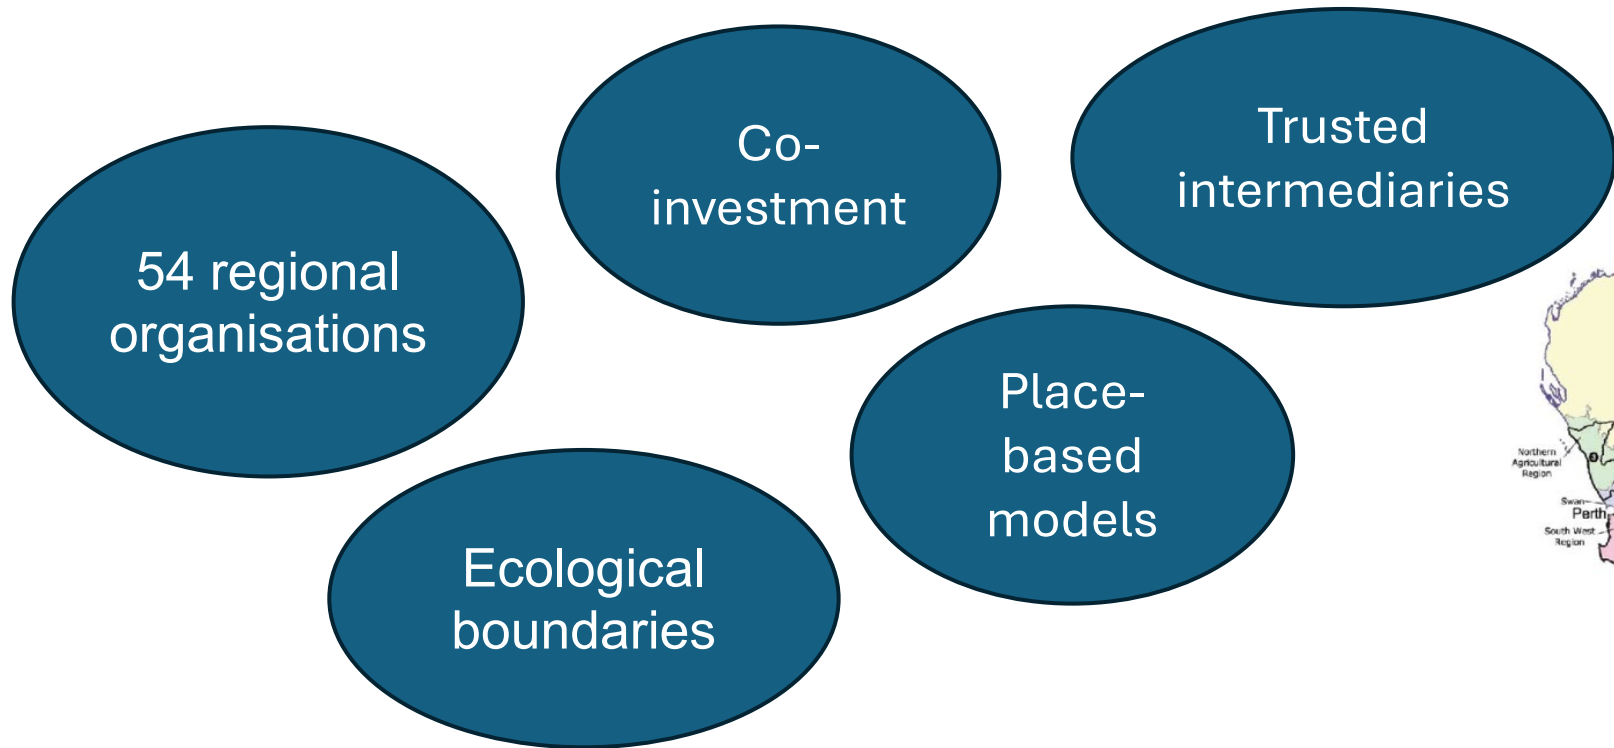 Co-
investment
Trusted
intermediaries
54 regional
organisations
Place-
based
models
Ecological
boundaries
Northern
Agricultural
Region
Swan
Perth
South West
Region